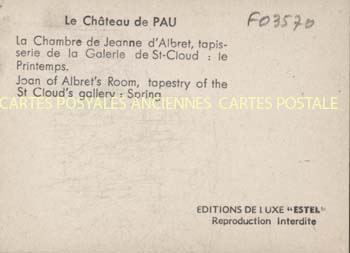 Le Château de PAU
F03570
La Chambre de Jeanne d'Albret, tapis-
serie de la Galerie de St-Cloud : le
Printemps.
Joan of Albret's Room, tapestry of the
St Cloud's gallery : Spring
CARTES POSTALES ANCIENNES CARTES POSTALE
EDITIONS DE LUXE "ESTEL"
Reproduction Interdite